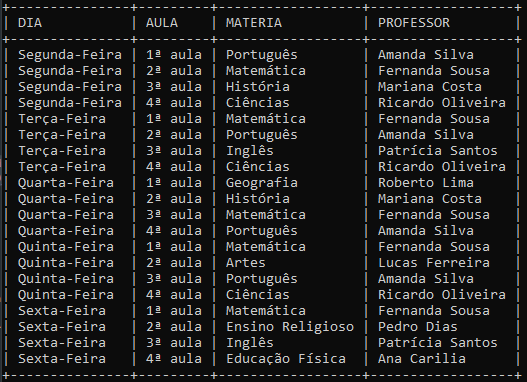 DIA | AULA | MATERIA | PROFESSOR
Segunda-Feira | 1ª aula | Português | Amanda Silva
Segunda-Feira | 2ª aula | Matemática | Fernanda Sousa
Segunda-Feira | 3ª aula | História | Mariana Costa
Segunda-Feira | 4ª aula | Ciências | Ricardo Oliveira
Terça-Feira | 1ª aula | Matemática | Fernanda Sousa
Terça-Feira | 2ª aula | Português | Amanda Silva
Terça-Feira | 3ª aula | Inglês | Patrícia Santos
Terça-Feira | 4ª aula | Ciências | Ricardo Oliveira
Quarta-Feira | 1ª aula | Geografia | Roberto Lima
Quarta-Feira | 2ª aula | História | Mariana Costa
Quarta-Feira | 3ª aula | Matemática | Fernanda Sousa
Quarta-Feira | 4ª aula | Português | Amanda Silva
Quinta-Feira | 1ª aula | Matemática | Fernanda Sousa
Quinta-Feira | 2ª aula | Artes | Lucas Ferreira
Quinta-Feira | 3ª aula | Português | Amanda Silva
Quinta-Feira | 4ª aula | Ciências | Ricardo Oliveira
Sexta-Feira | 1ª aula | Matemática | Fernanda Sousa
Sexta-Feira | 2ª aula | Ensino Religioso | Pedro Dias
Sexta-Feira | 3ª aula | Inglês | Patrícia Santos
Sexta-Feira | 4ª aula | Educação Física | Ana Carilia